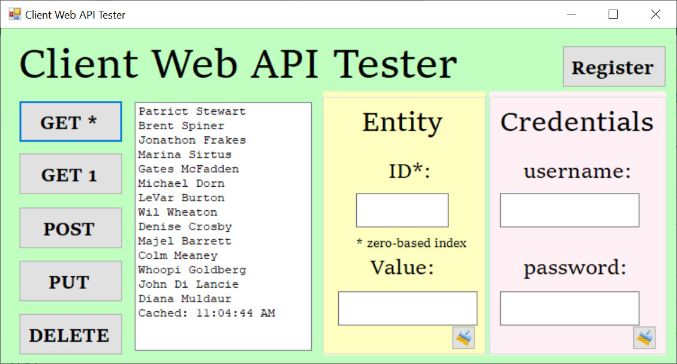 Client Web API Tester
Client Web API Tester
Register
GET *
GET 1
POST
PUT
DELETE
Patrict Stewart
Brent Spiner
Jonathon Frakes
Marina Sirtus
Gates McFadden
Michael Dorn
LeVar Burton
Wil Wheaton
Denise Crosby
Majel Barrett
Colm Meaney
Whoopi Goldberg
John Di Lancie
Diana Muldaur
Cached: 11:04:44 AM
Entity
ID*:
* zero-based index
Value:
Credentials
username:
password: